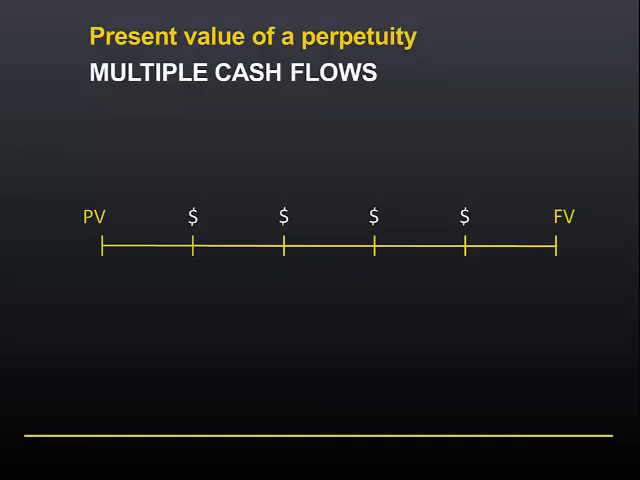 Present value of a perpetuity
MULTIPLE CASH FLOWS
PV $ $ $ $ FV